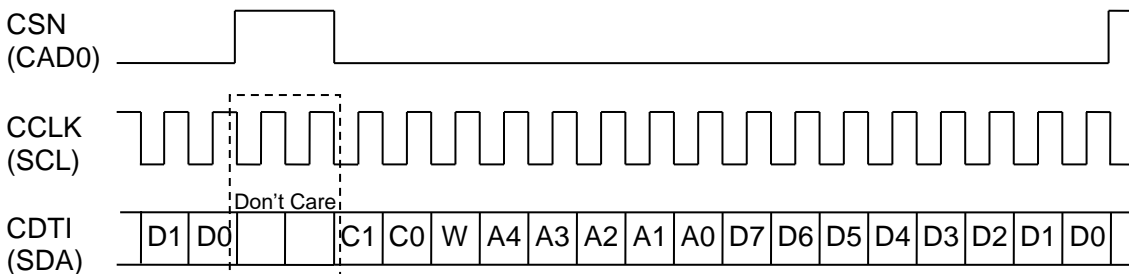 CSN
(CAD0)
CCLK
(SCL)
Don't Care
CDTI
(SDA)
D1 D0 C1 C0 W A4 A3 A2 A1 A0 D7 D6 D5 D4 D3 D2 D1 D0